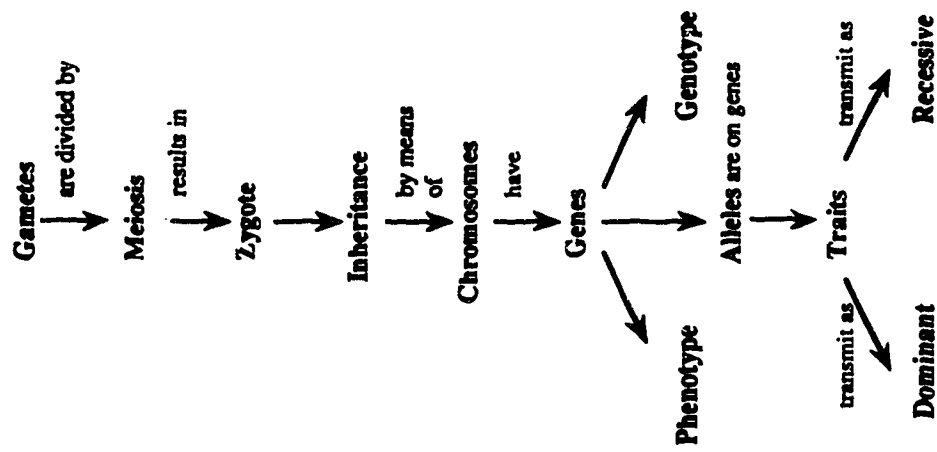 Gametes
are divided by
Meiosis
results in
Zygote
Inheritance
by means
of
Chromosomes
have
Genes
Phenotype
Genotype
Alleles are on genes
Traits
transmit as
transmit as
Dominant
Recessive